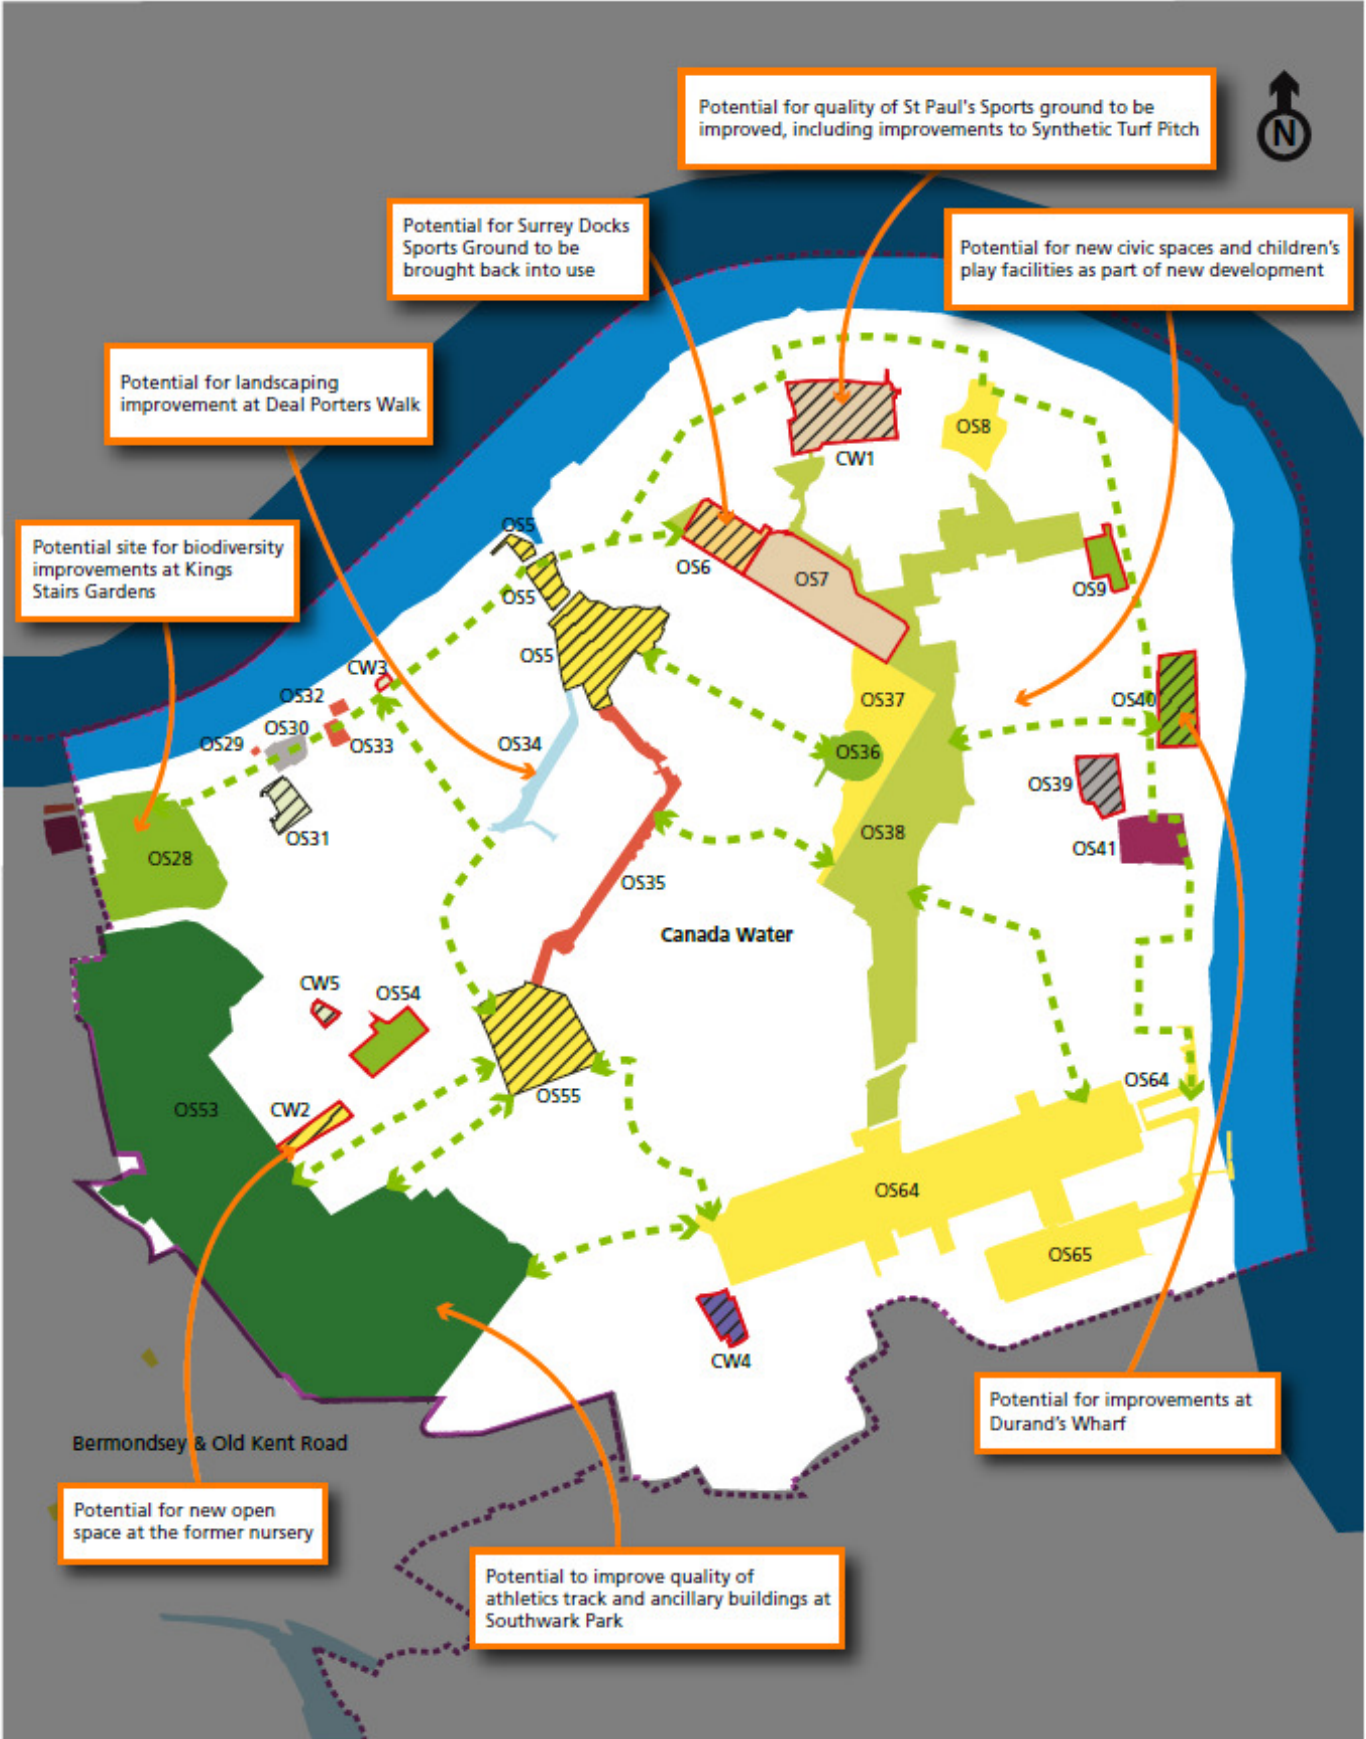 Potential for quality of St Paul's Sports ground to be
improved, including improvements to Synthetic Turf Pitch
N
Potential for Surrey Docks
Sports Ground to be
brought back into use
Potential for new civic spaces and children's
play facilities as part of new development
Potential for landscaping
improvement at Deal Porters Walk
OS8
CW1
OS5
Potential site for biodiversity
improvements at Kings
Stairs Gardens
OS6
OS7
OS9
OS5
OS5
CW3
OS32
OS37
OS40
OS30
OS29
OS33
OS34
OS36
OS39
OS31
OS38
OS41
OS28
OS35
Canada Water
CW5
OS54
OS64
OS55
OS53
CW2
OS64
OS65
CW4
Potential for improvements at
Durand's Wharf
Bermondsey & Old Kent Road
Potential for new open
space at the former nursery
Potential to improve quality of
athletics track and ancillary buildings at
Southwark Park